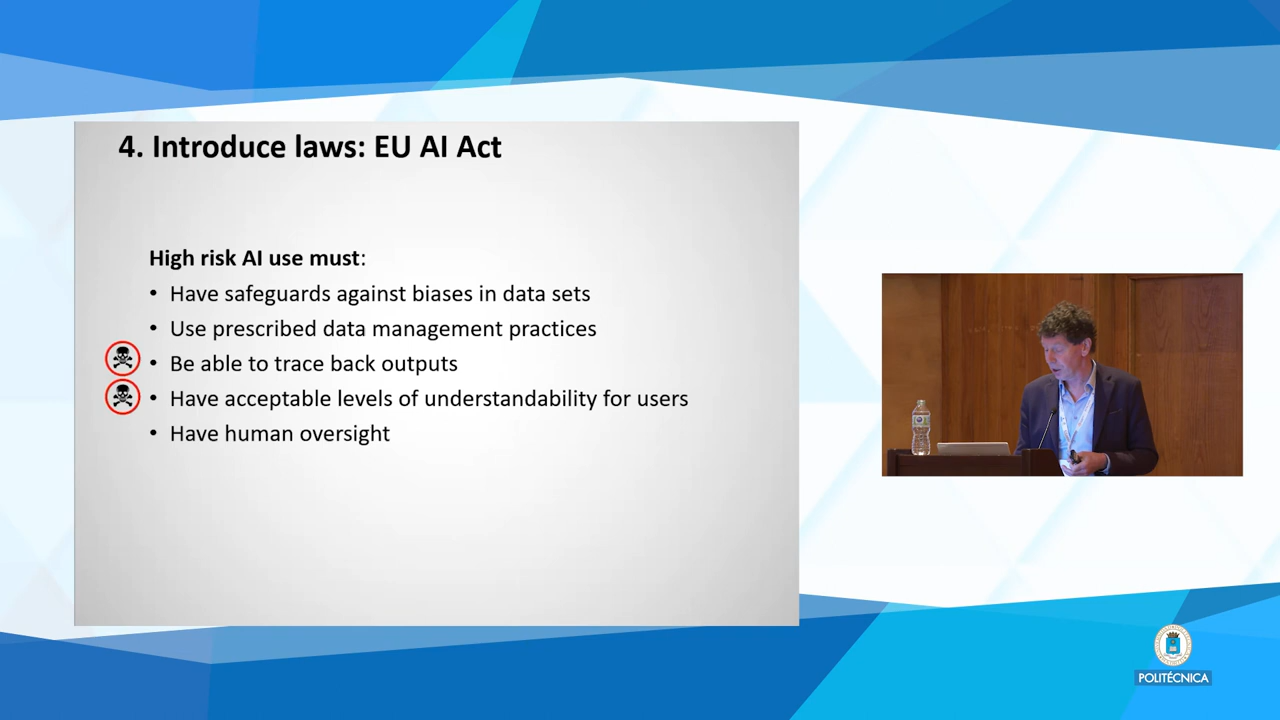 4. Introduce laws: EU AI Act
High risk AI use must:
• Have safeguards against biases in data sets
• Use prescribed data management practices
• Be able to trace back outputs
• Have acceptable levels of understandability for users
• Have human oversight
POLITÉCNICA